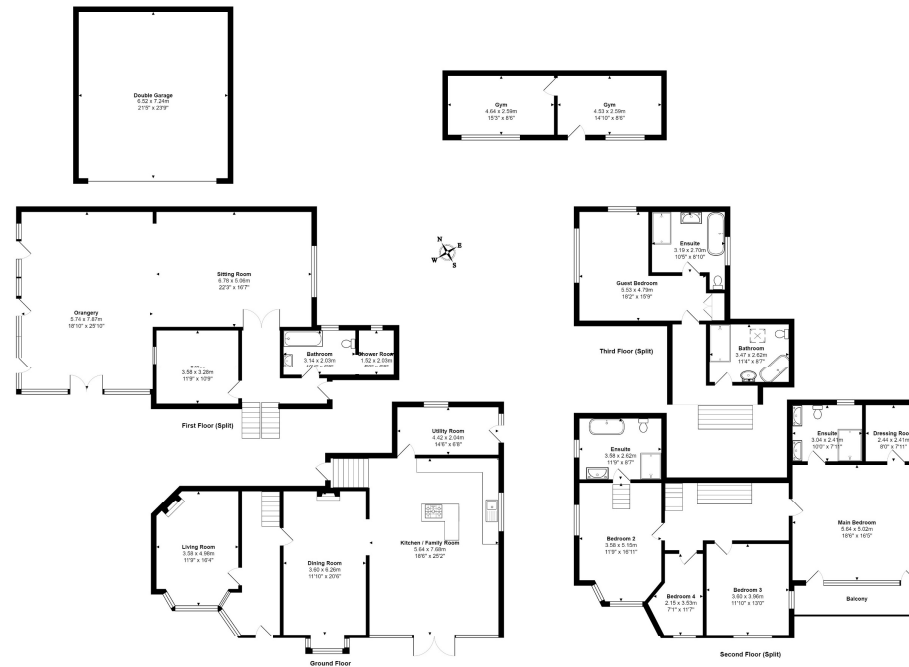 Double Garage
6.52 x 7.24m
21'5" x 23'9"
Gym
4.64 x 2.59m
15'3" x 8'6"
Gym
4.53 x 2.59m
14'10" x 8'6"
N
E
S
W
Orangery
5.74 x 7.87m
18'10" x 25'10"
Sitting Room
6.78 x 5.06m
22'3" x 16'7"
3.58 x 3.28m
11'9" x 10'9"
Bathroom
3.14 x 2.03m
Shower Room
1.52 x 2.03m
First Floor (Split)
Ensuite
3.19 x 2.70m
10'5" x 8'10"
Guest Bedroom
5.53 x 4.79m
18'2" x 15'9"
Third Floor (Split)
Bathroom
3.47 x 2.62m
11'4" x 8'7"
Utility Room
4.42 x 2.04m
14'6" x 6'8"
Living Room
3.58 x 4.98m
11'9" x 16'4"
Dining Room
3.60 x 6.26m
11'10" x 20'6"
Kitchen / Family Room
5.64 x 7.68m
18'6" x 25'2"
Ground Floor
Ensuite
3.58 x 2.62m
11'9" x 8'7"
Ensuite
3.04 x 2.41m
10'0" x 7'11"
Dressing Roo
2.44 x 2.41m
8'0" x 7'11"
Bedroom 2
3.58 x 5.15m
11'9" x 16'11"
Main Bedroom
5.64 x 5.02m
18'6" x 16'5"
Bedroom 4
2.15 x 3.53m
7'1" x 11'7"
Bedroom 3
3.60 x 3.96m
11'10" x 13'0"
Balcony
Second Floor (Split)